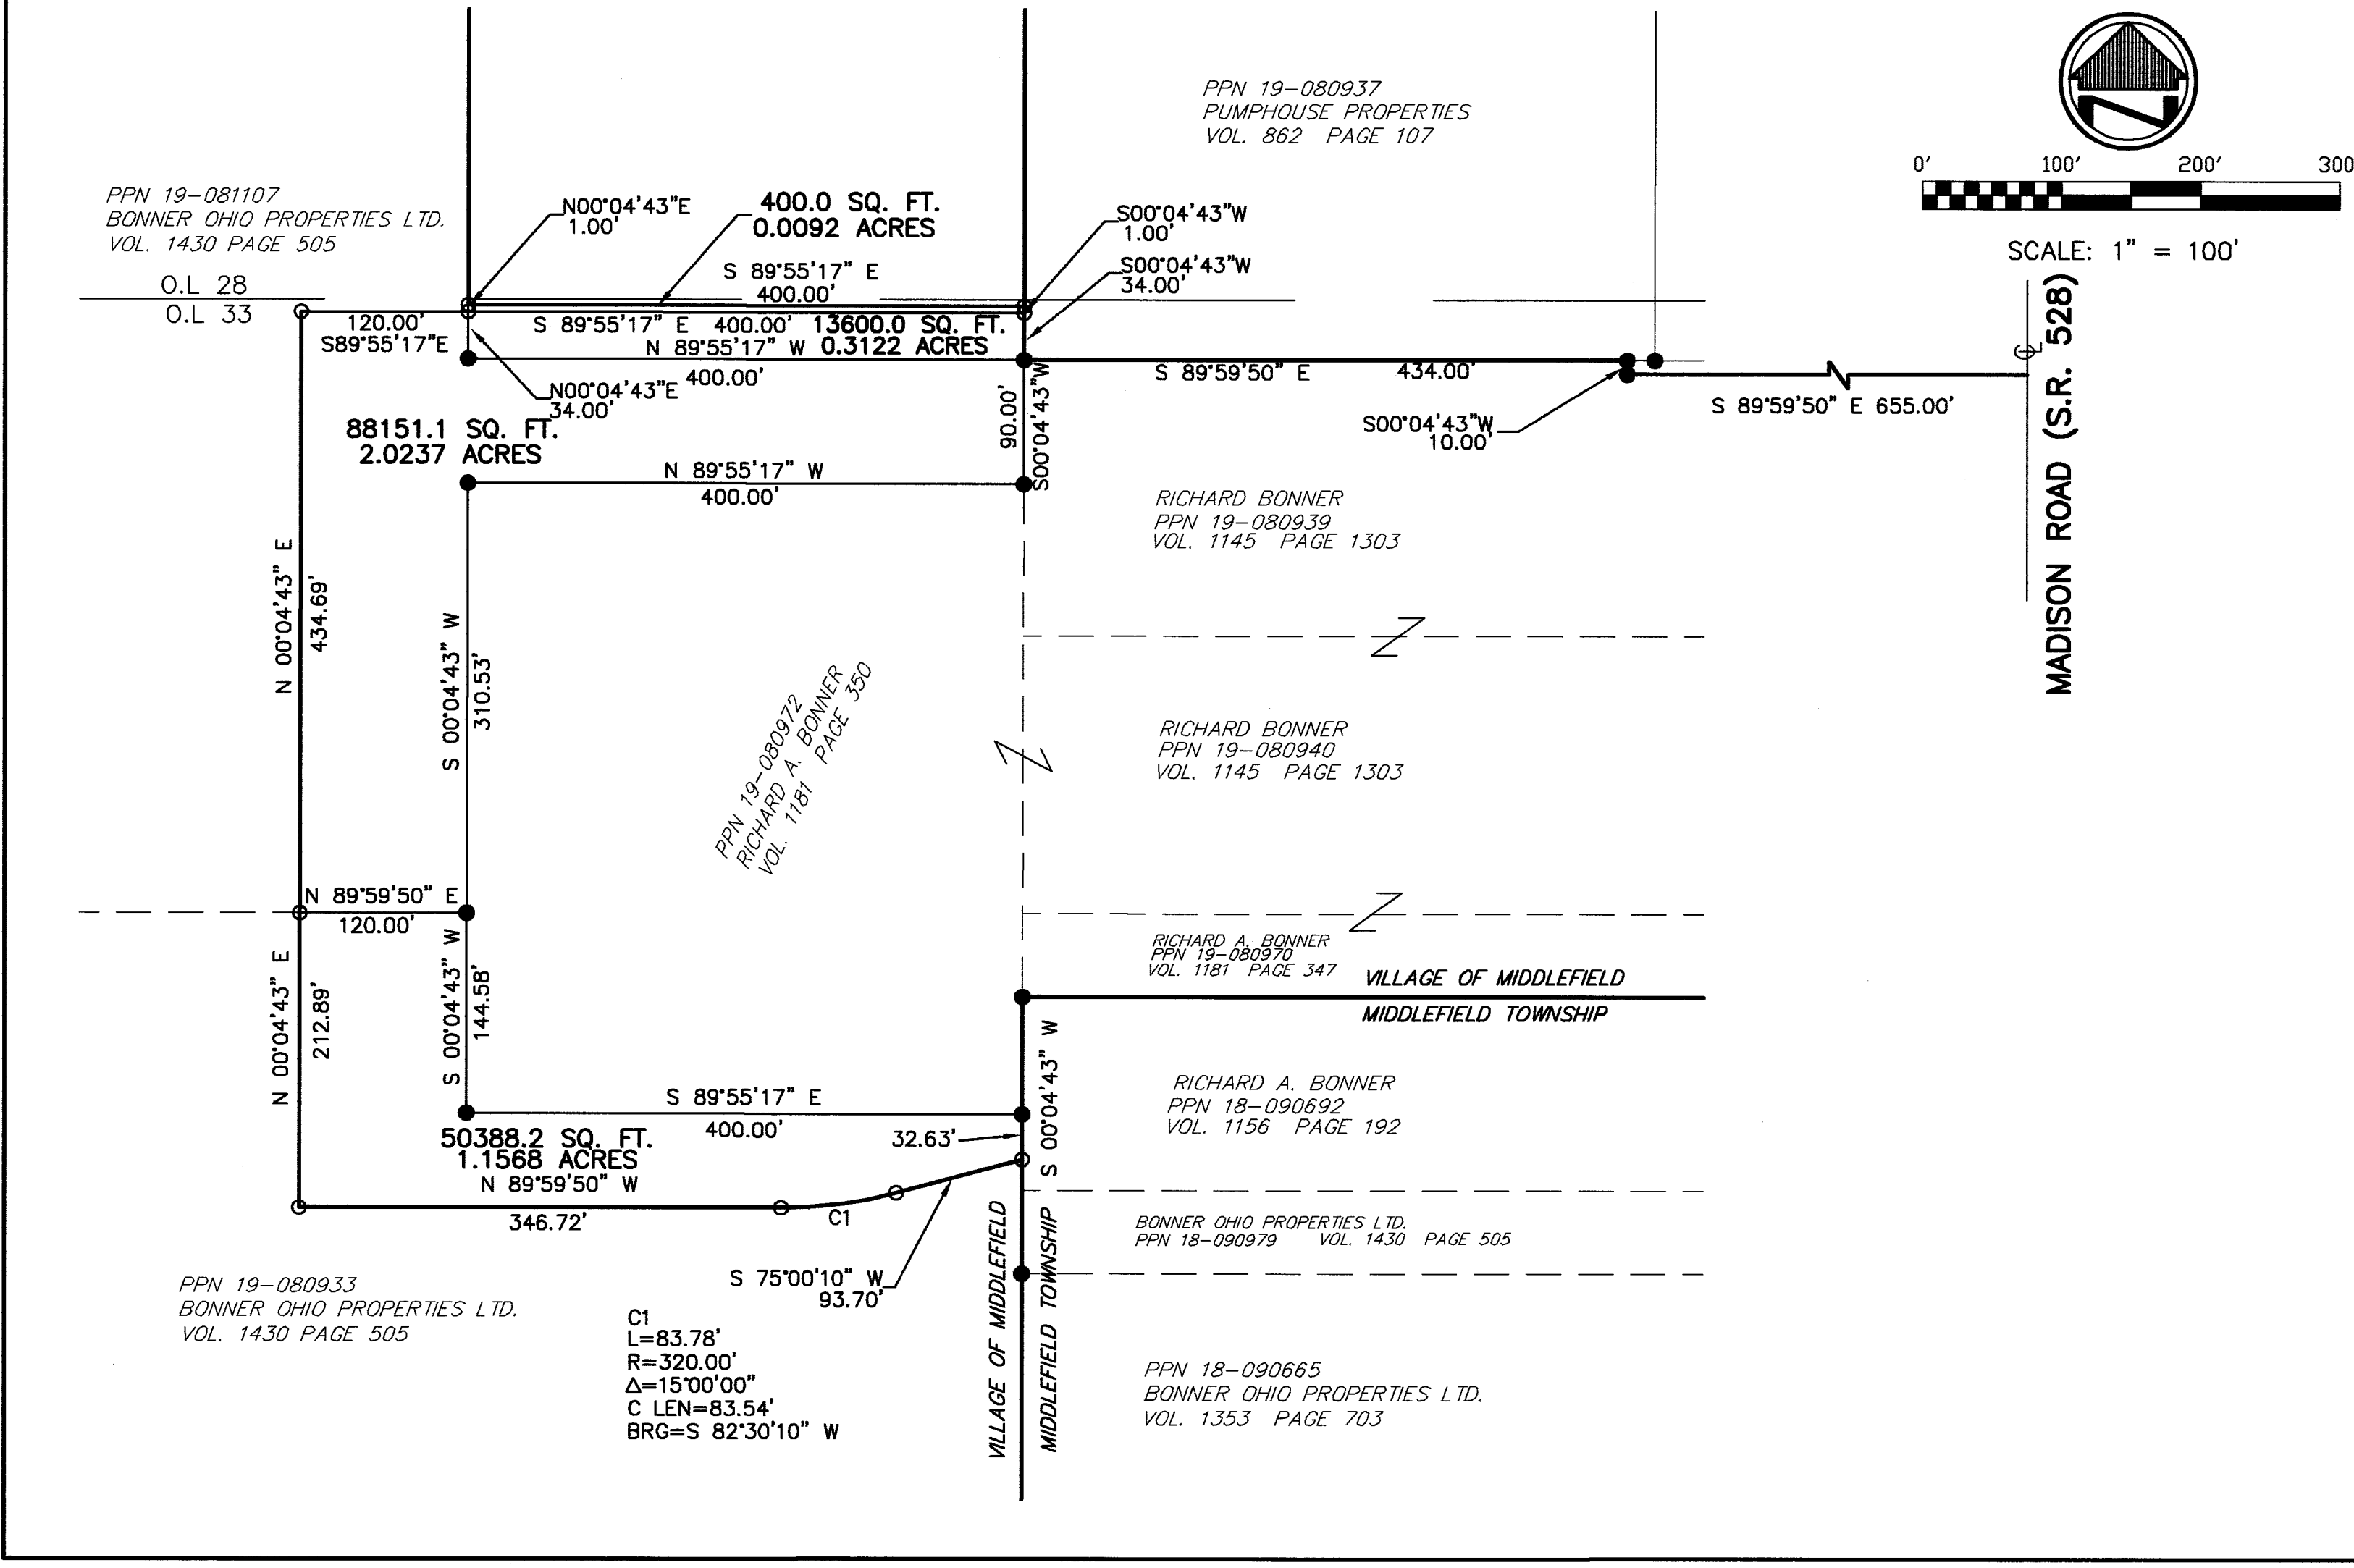 PPN 19-080937
PUMPHOUSE PROPERTIES
VOL. 862 PAGE 107
0' 100' 200' 300
SCALE: 1" = 100'
PPN 19-081107
BONNER OHIO PROPERTIES LTD.
VOL. 1430 PAGE 505
O.L 28
O.L 33
N00°04'43"E
1.00'
400.0 SQ. FT.
0.0092 ACRES
S 89°55'17" E
400.00'
S00°04'43"W
1.00'
S00°04'43"W
34.00'
120.00'
S89°55'17"E
S 89°55'17" E 400.00'
13600.0 SQ. FT.
0.3122 ACRES
N 89°55'17" W
400.00'
N00°04'43"E
34.00'
S 89°59'50" E 434.00'
S00°04'43"W
10.00'
S 89°59'50" E 655.00'
MADISON ROAD (S.R. 528)
88151.1 SQ. FT.
2.0237 ACRES
90.00'
S00°04'43"W
N 89°55'17" W
400.00'
RICHARD BONNER
PPN 19-080939
VOL. 1145 PAGE 1303
N 00°04'43" E
434.69'
S 00°04'43" W
310.53'
PPN 19-080972
RICHARD A. BONNER
VOL. 1181 PAGE 350
RICHARD BONNER
PPN 19-080940
VOL. 1145 PAGE 1303
N 89°59'50" E
120.00'
N 00°04'43" E
212.89'
S 00°04'43" W
144.58'
RICHARD A. BONNER
PPN 19-080970
VOL. 1181 PAGE 347
VILLAGE OF MIDDLEFIELD
MIDDLEFIELD TOWNSHIP
S 00°04'43" W
S 89°55'17" E
400.00'
32.63'
RICHARD A. BONNER
PPN 18-090692
VOL. 1156 PAGE 192
50388.2 SQ. FT.
1.1568 ACRES
N 89°59'50" W
346.72'
C1
S 75°00'10" W
93.70'
VILLAGE OF MIDDLEFIELD
MIDDLEFIELD TOWNSHIP
BONNER OHIO PROPERTIES LTD.
PPN 18-090979 VOL. 1430 PAGE 505
PPN 19-080933
BONNER OHIO PROPERTIES LTD.
VOL. 1430 PAGE 505
C1
L=83.78'
R=320.00'
Δ=15°00'00"
C LEN=83.54'
BRG=S 82°30'10" W
PPN 18-090665
BONNER OHIO PROPERTIES LTD.
VOL. 1353 PAGE 703